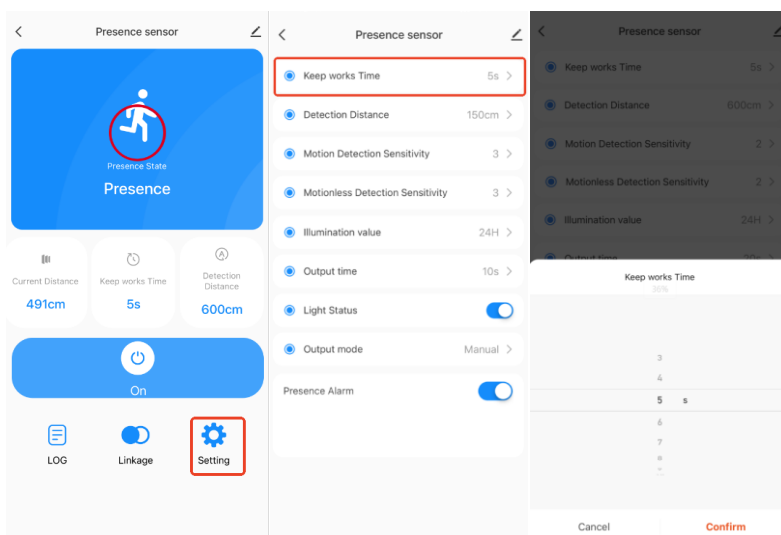 Presence sensor
Presence State
Presence
Current Distance
491cm
Keep works Time
5s
Detection
Distance
600cm
On
LOG
Linkage
Setting
Presence sensor
Keep works Time 5s
Detection Distance 150cm
Motion Detection Sensitivity 3
Motionless Detection Sensitivity 3
Illumination value 24H
Output time 10s
Light Status
Output mode Manual
Presence Alarm
Presence sensor
Keep works Time 5s
Detection Distance 600cm
Motion Detection Sensitivity 2
Motionless Detection Sensitivity 2
Illumination value 24H
Output time
Keep works Time
35%
3
4
5 s
6
7
Cancel Confirm